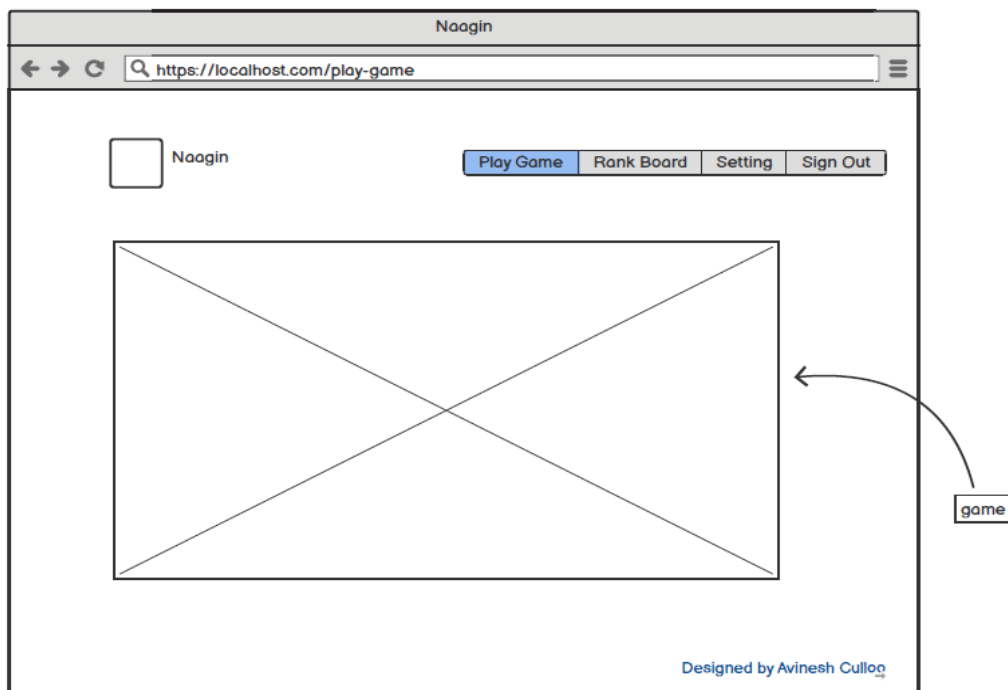 Naagin
https://localhost.com/play-game
Naagin
Play Game Rank Board Setting Sign Out
game
Designed by Avinesh Culloo